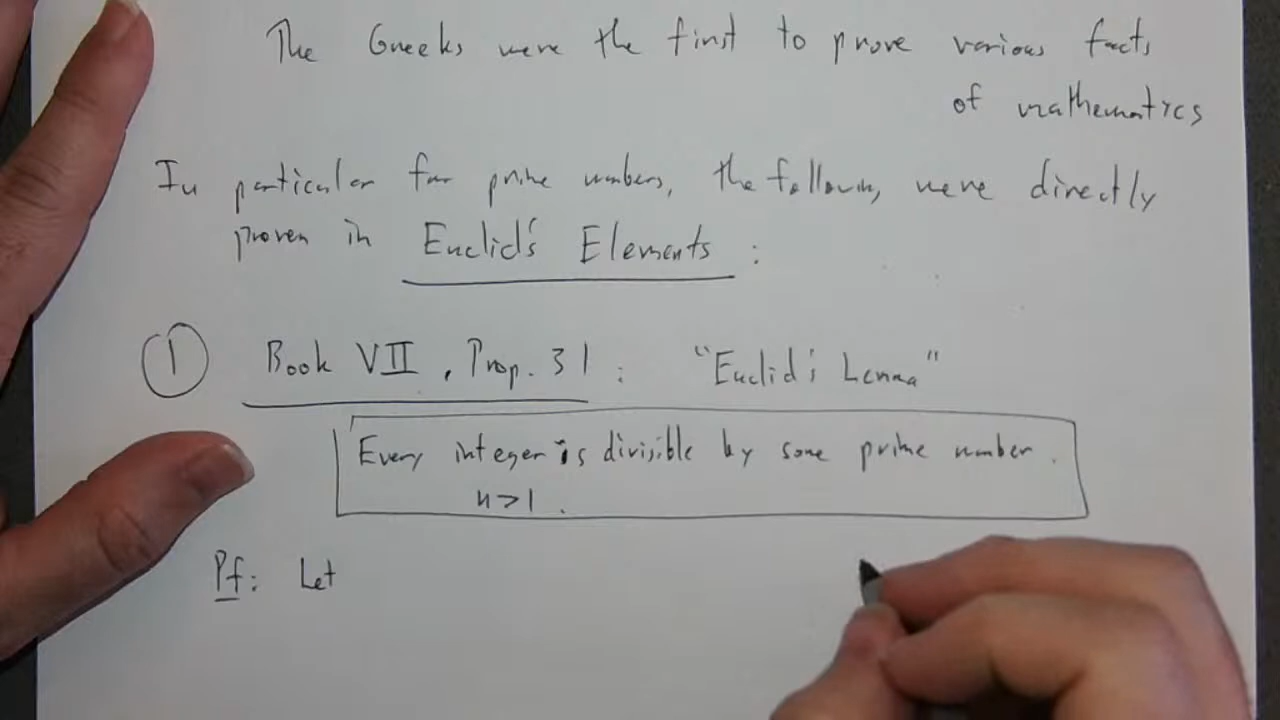 The Greeks were the first to prove various facts
of mathematics
In particular for prime numbers, the following were directly
proven in Euclid's Elements :
1 Book VII, Prop. 31 : "Euclid's Lemma"
Every integer is divisible by some prime number.
n>1.
Pf: Let